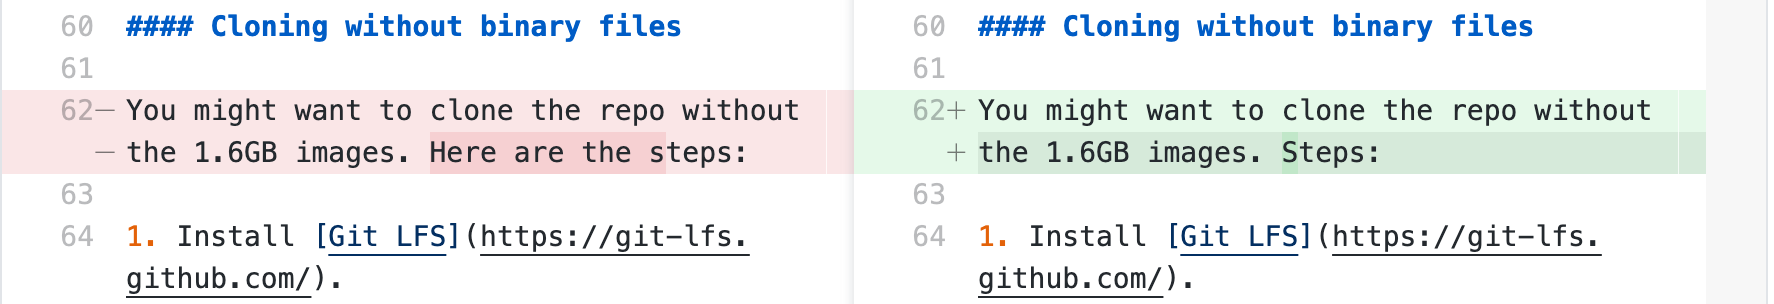 60 #### Cloning without binary files
61
62— You might want to clone the repo without
— the 1.6GB images. Here are the steps:
63
64 1. Install [Git LFS](https://git-lfs.
github.com/).
60 #### Cloning without binary files
61
62+ You might want to clone the repo without
+ the 1.6GB images. Steps:
63
64 1. Install [Git LFS](https://git-lfs.
github.com/).